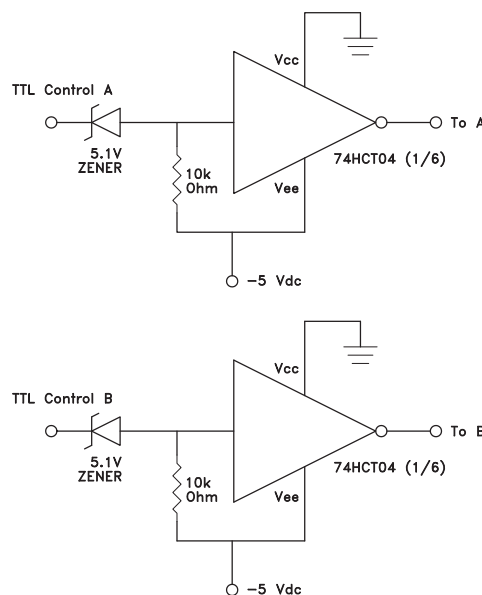 Vcc
TTL Control A
To A
5.1V
ZENER
74HCT04 (1/6)
10k
Ohm
Vee
-5 Vdc
Vcc
TTL Control B
To B
5.1V
ZENER
74HCT04 (1/6)
10k
Ohm
Vee
-5 Vdc